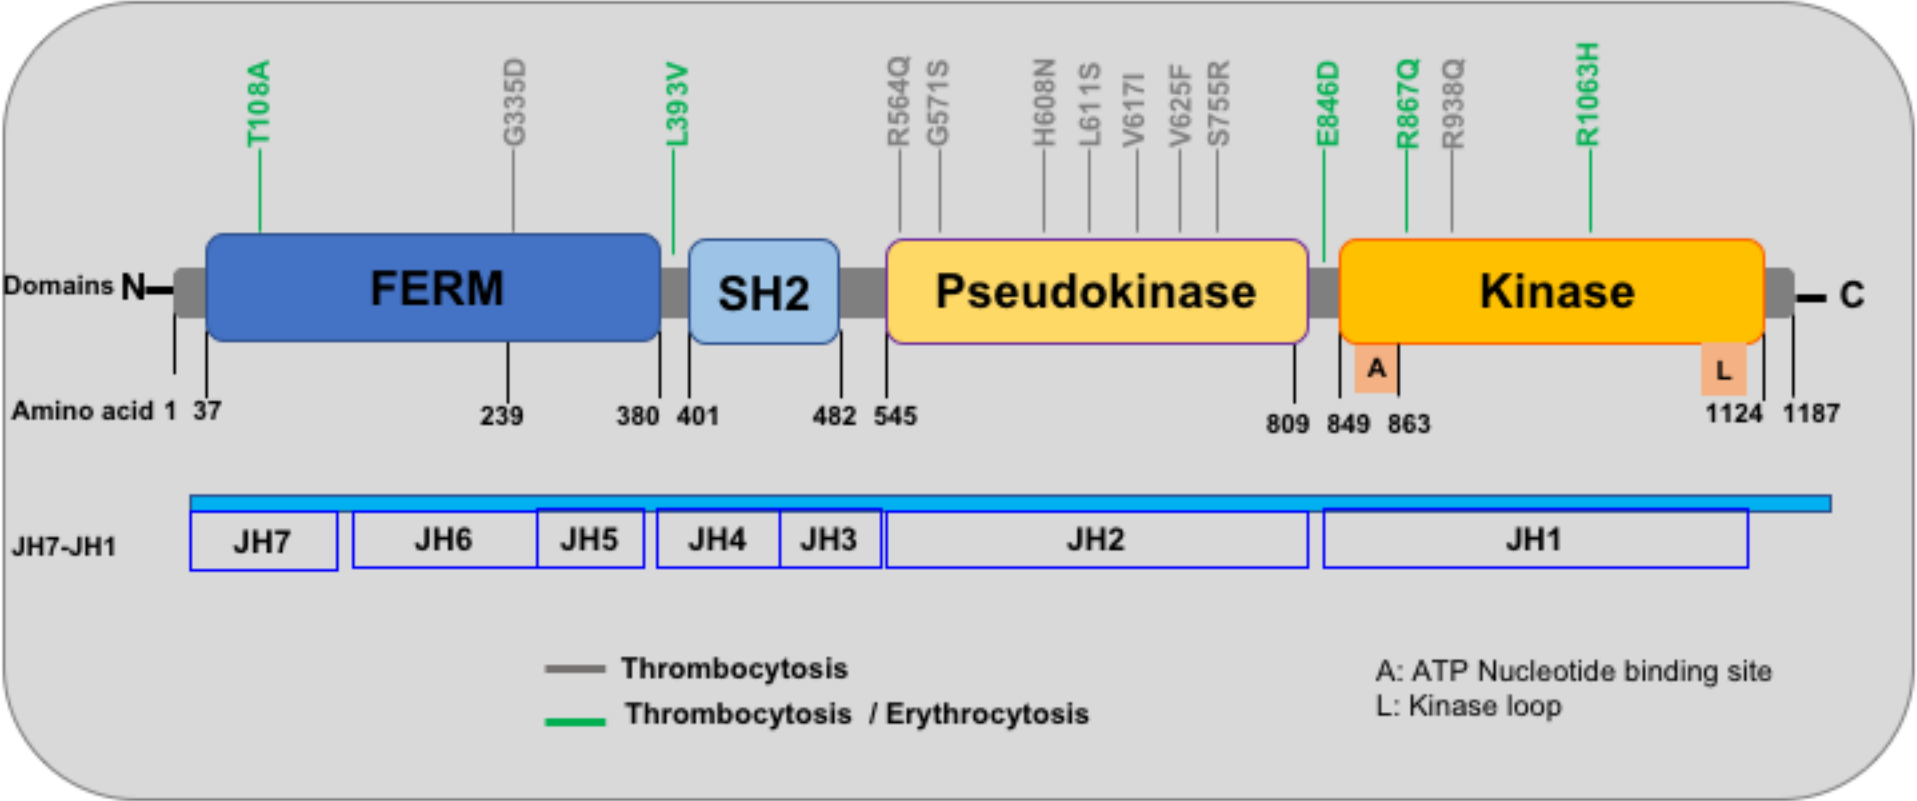 T108A G335D L393V R564Q G571S H608N L611S V617I V625F S755R E846D R867Q R938Q R1063H
Domains N FERM SH2 Pseudokinase Kinase C
A L
Amino acid 1 37 239 380 401 482 545 809 849 863 1124 1187
JH7-JH1 JH7 JH6 JH5 JH4 JH3 JH2 JH1
Thrombocytosis
Thrombocytosis / Erythrocytosis
A: ATP Nucleotide binding site
L: Kinase loop